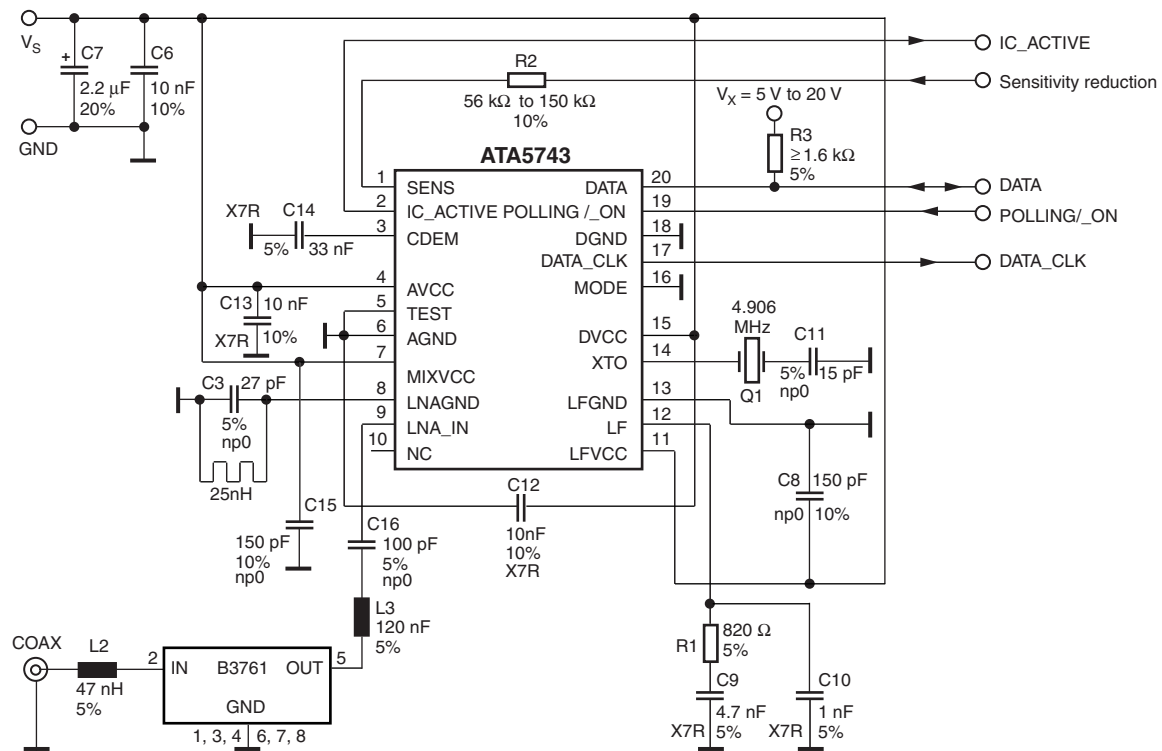 V_S
C7
+
2.2 µF
20%
C6
10 nF
10%
GND
IC_ACTIVE
R2
56 kΩ to 150 kΩ
10%
Sensitivity reduction
V_X = 5 V to 20 V
R3
≥1.6 kΩ
5%
ATA5743
1 SENS DATA 20
DATA
2 IC_ACTIVE POLLING /_ON 19
POLLING/_ON
X7R C14
5% 33 nF
3 CDEM DGND 18
DATA_CLK 17
DATA_CLK
4 AVCC MODE 16
C13 10 nF
X7R 10%
5 TEST
6 AGND DVCC 15
7 MIXVCC XTO 14
4.906
MHz
Q1
C11
5% 15 pF
np0
C3 27 pF
5%
np0
25nH
8 LNAGND LFGND 13
9 LNA_IN LF 12
10 NC LFVCC 11
C8 150 pF
np0 10%
C12
10nF
10%
X7R
C15
150 pF
10%
np0
C16
100 pF
5%
np0
L3
120 nF
5%
COAX
L2
47 nH
5%
2 IN B3761 OUT 5
GND
1, 3, 4 6, 7, 8
R1 820 Ω
5%
C9
4.7 nF
X7R 5%
C10
1 nF
X7R 5%